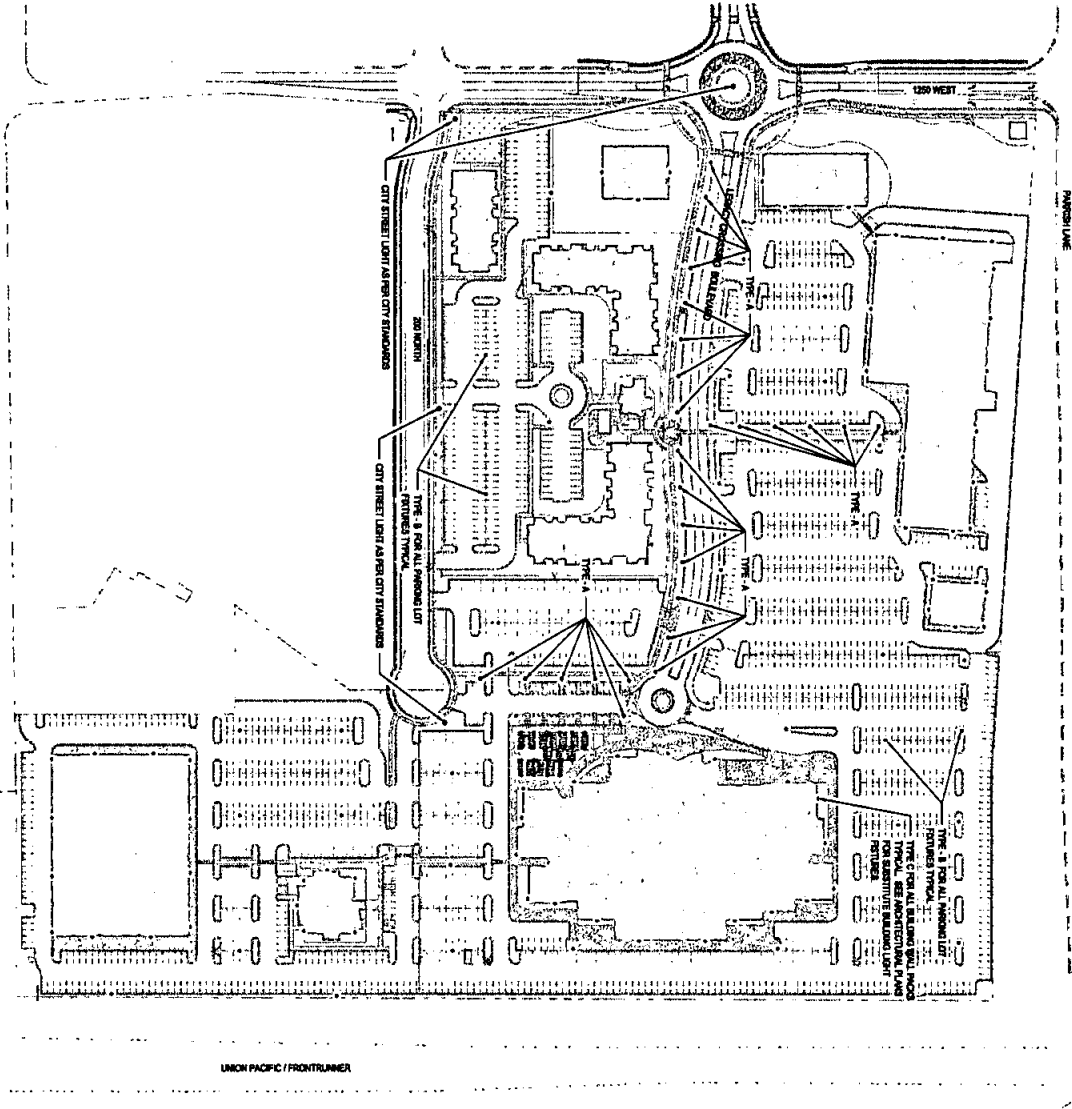 1250 WEST
PARRISH LANE
LEGACY CROSSING BOULEVARD
TYPE - A
TYPE - A
TYPE - A
TYPE - A
TYPE - A
TYPE - A
CITY STREET LIGHT AS PER CITY STANDARDS
200 NORTH
TYPE - B FOR ALL PARKING LOT
FIXTURES TYPICAL
CITY STREET LIGHT AS PER CITY STANDARDS
TYPE - B FOR ALL PARKING LOT
FIXTURES TYPICAL
TYPE C FOR ALL BUILDING WALL PACKS
TYPICAL. SEE ARCHITECTURAL PLANS
FOR SUBSTITUTE BUILDING LIGHT
FIXTURES.
UNION PACIFIC / FRONTRUNNER